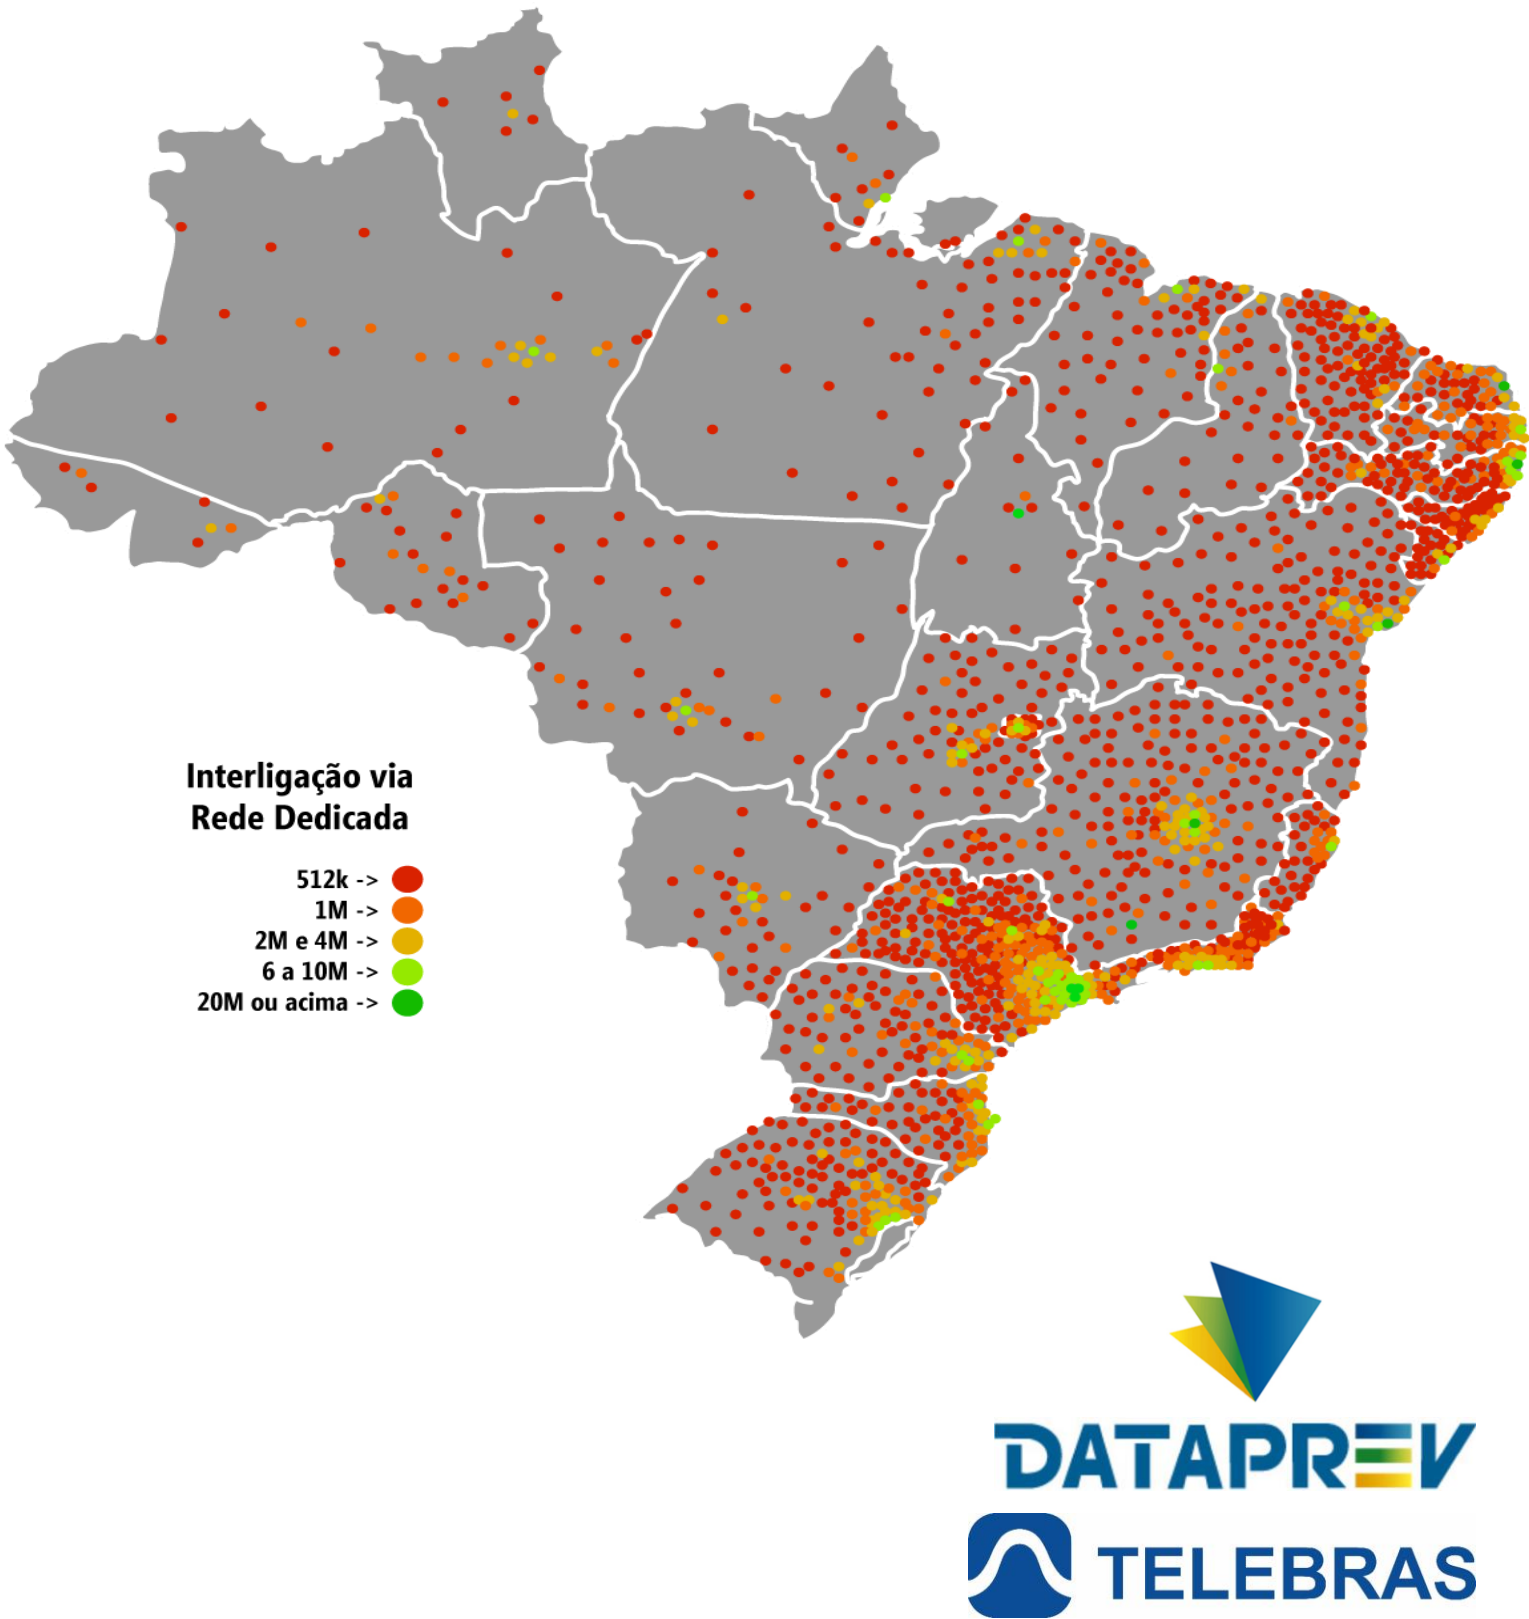 Interligação via
Rede Dedicada
512k ->
1M ->
2M e 4M ->
6 a 10M ->
20M ou acima ->
DATAPREV
TELEBRAS